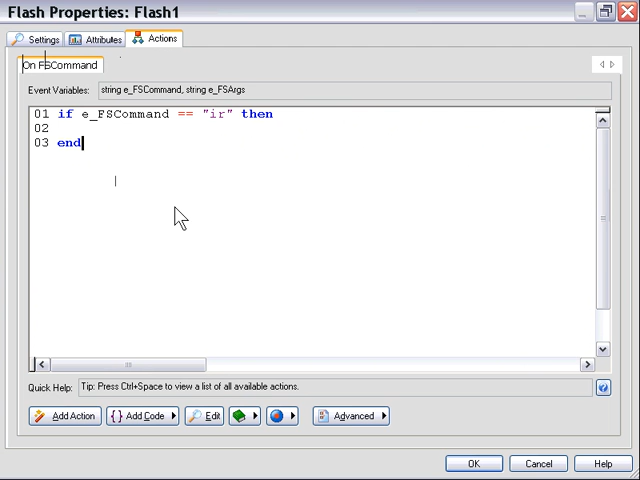 Flash Properties: Flash1
Settings Attributes Actions
On FSCommand
Event Variables: string e_FSCommand, string e_FSArgs
01 if e_FSCommand == "ir" then
02
03 end
Quick Help: Tip: Press Ctrl+Space to view a list of all available actions.
Add Action { } Add Code Edit Advanced
OK Cancel Help